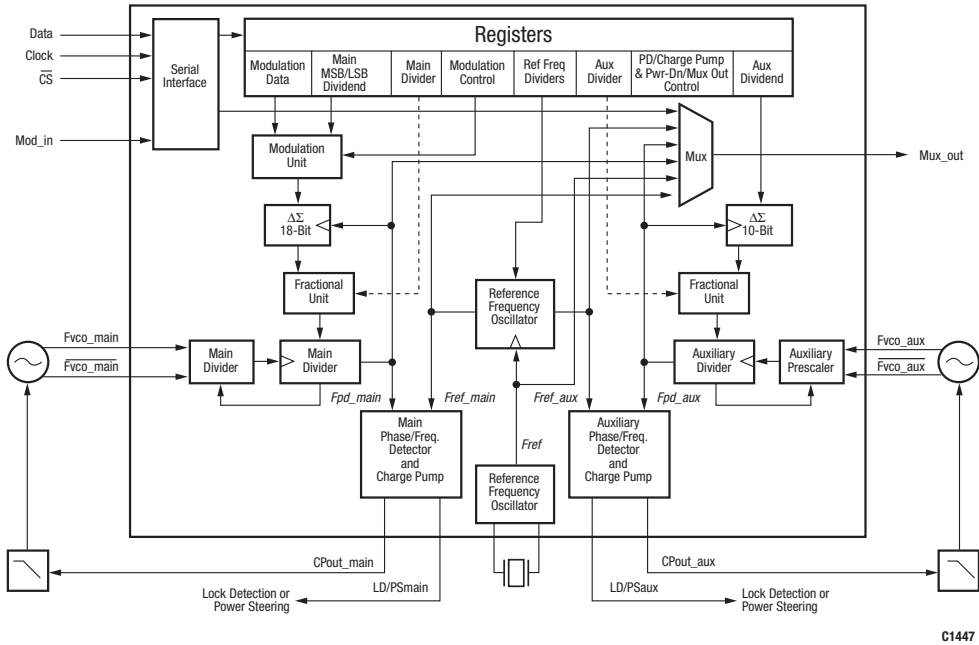 Registers
Data
Clock
C̅S̅
Mod_in
Serial
Interface
Modulation
Data
Main
MSB/LSB
Dividend
Main
Divider
Modulation
Control
Ref Freq
Dividers
Aux
Divider
PD/Charge Pump
& Pwr-Dn/Mux Out
Control
Aux
Dividend
Modulation
Unit
Mux
Mux_out
ΔΣ
18-Bit
ΔΣ
10-Bit
Fractional
Unit
Reference
Frequency
Oscillator
Fractional
Unit
Fvco_main
F̅v̅c̅o̅_̅m̅a̅i̅n̅
Main
Divider
Main
Divider
Auxiliary
Divider
Auxiliary
Prescaler
Fvco_aux
F̅v̅c̅o̅_̅a̅u̅x̅
Fpd_main
Fref_main
Fref_aux
Fpd_aux
Main
Phase/Freq.
Detector
and
Charge Pump
Fref
Auxiliary
Phase/Freq.
Detector
and
Charge Pump
Reference
Frequency
Oscillator
CPout_main
CPout_aux
LD/PSmain
LD/PSaux
Lock Detection or
Power Steering
Lock Detection or
Power Steering
C1447